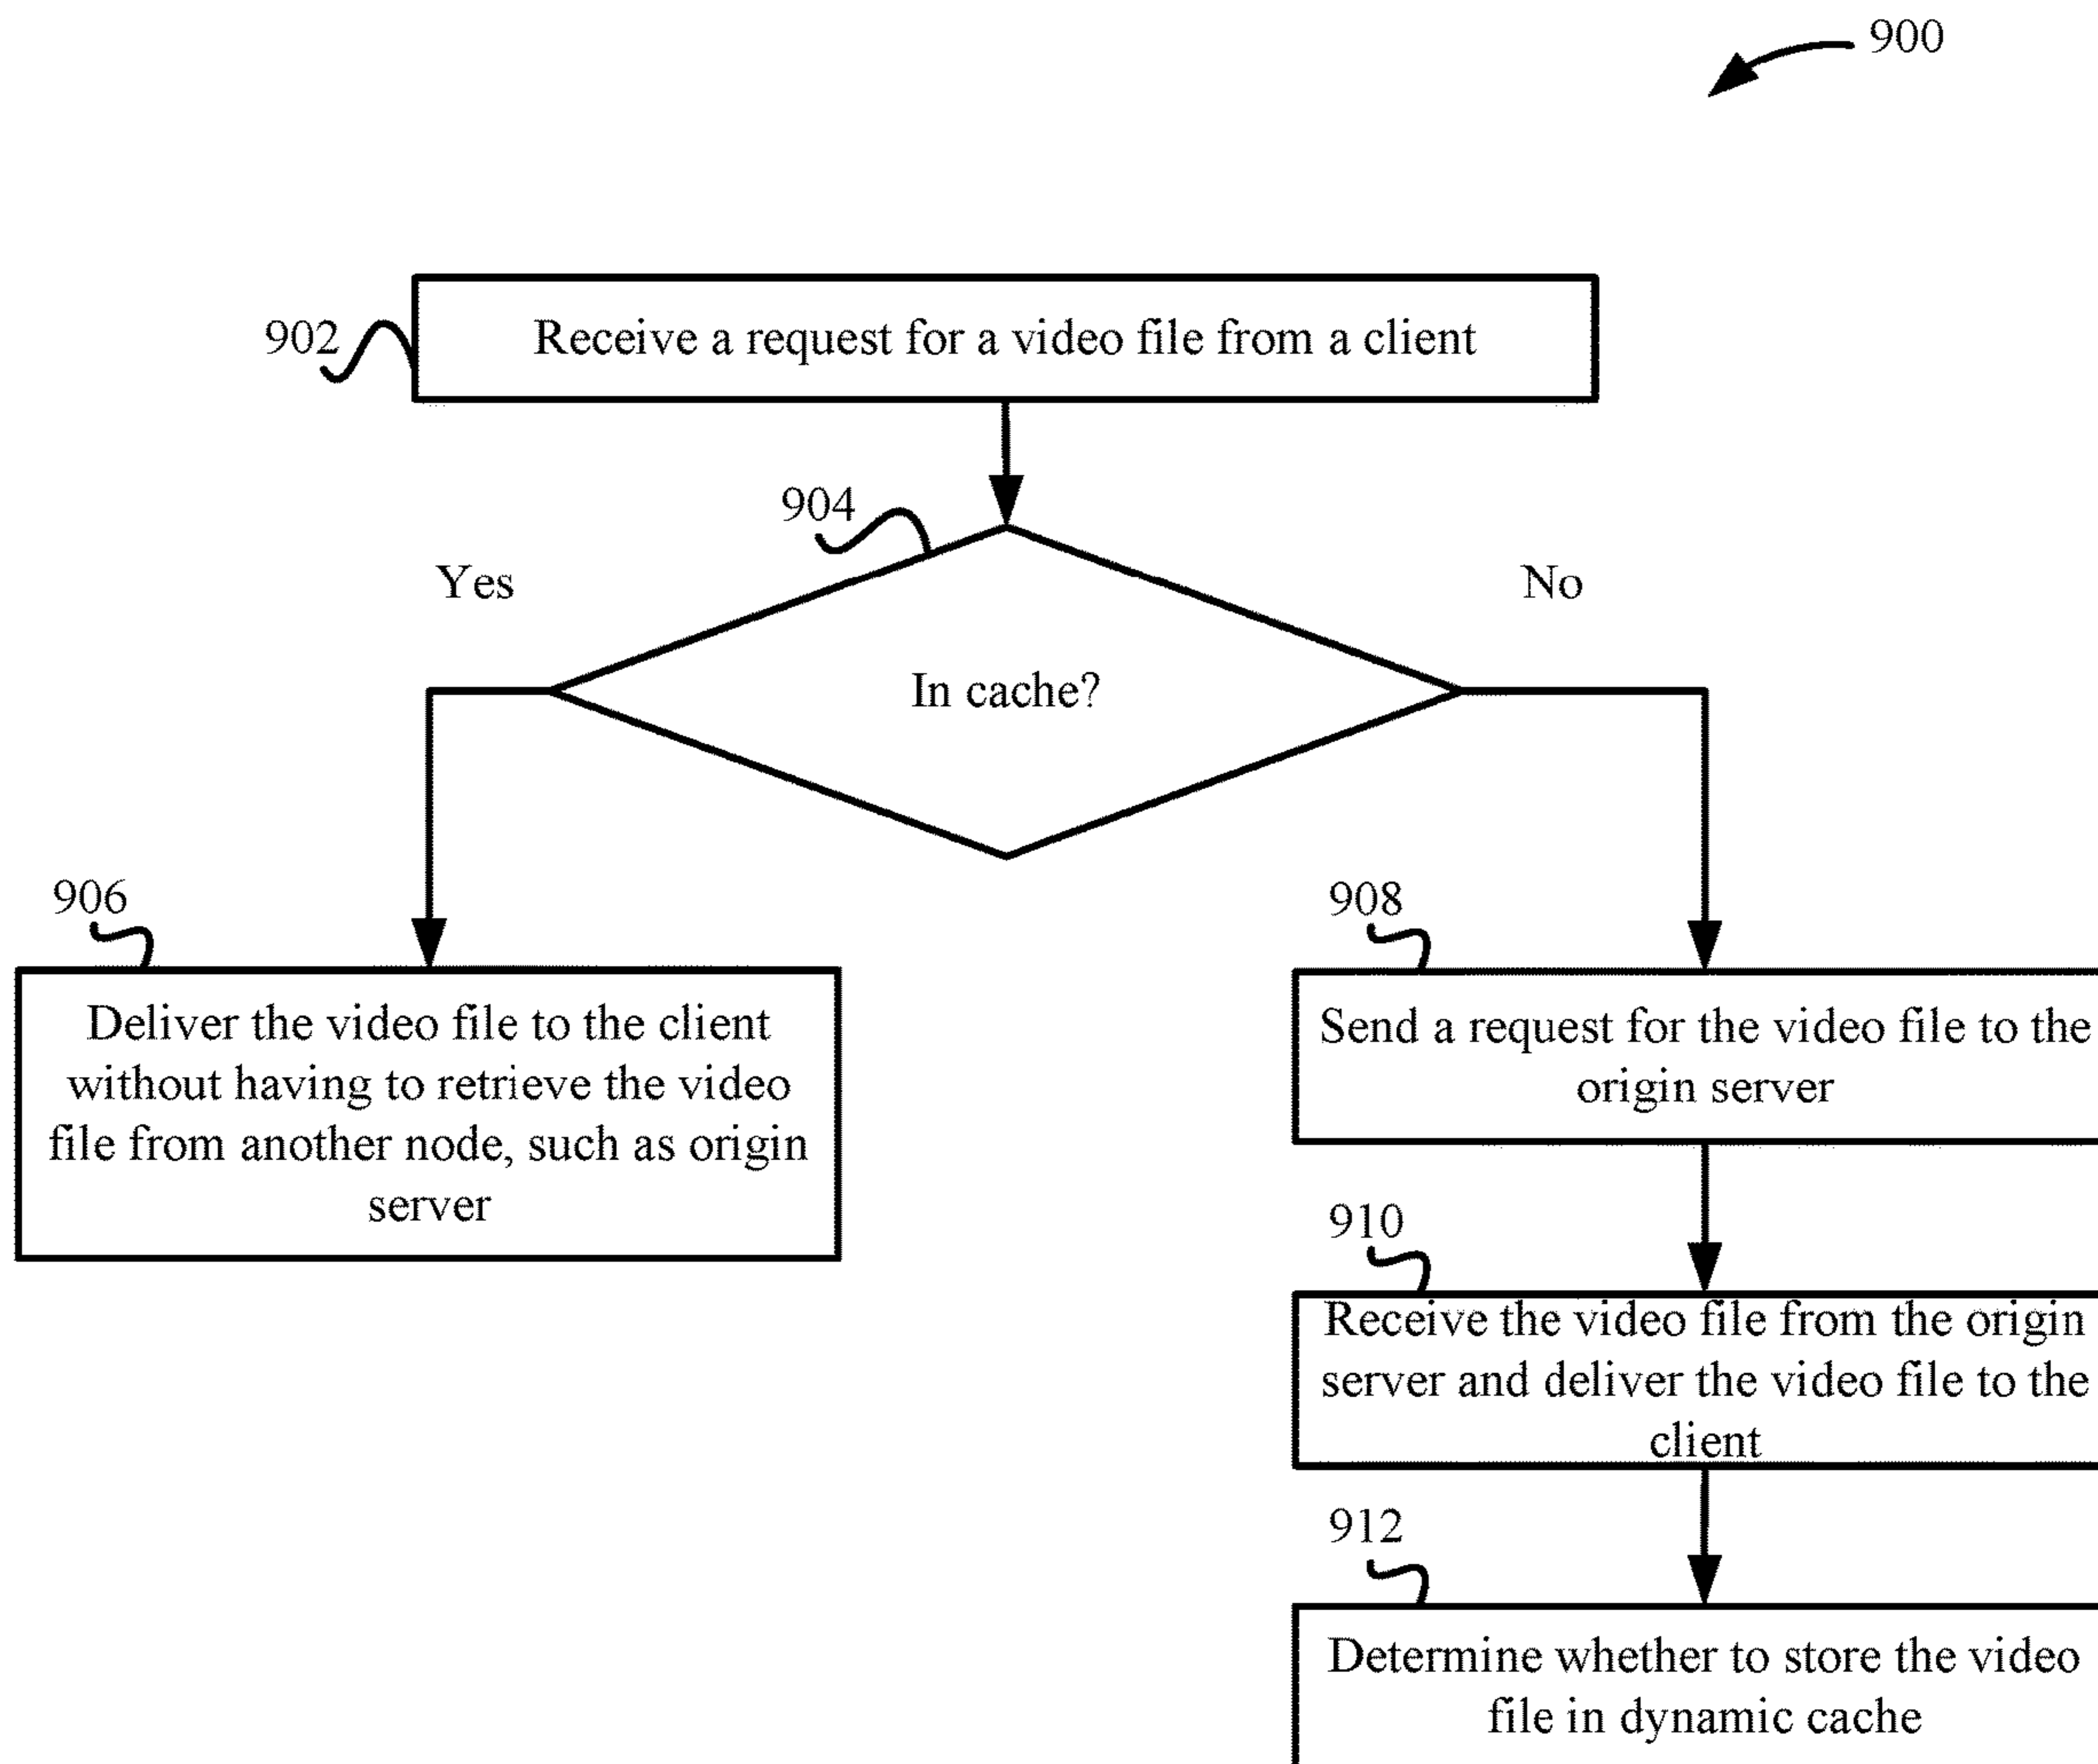 900
902
Receive a request for a video file from a client
904
Yes
No
In cache?
906
Deliver the video file to the client
without having to retrieve the video
file from another node, such as origin
server
908
Send a request for the video file to the
origin server
910
Receive the video file from the origin
server and deliver the video file to the
client
912
Determine whether to store the video
file in dynamic cache